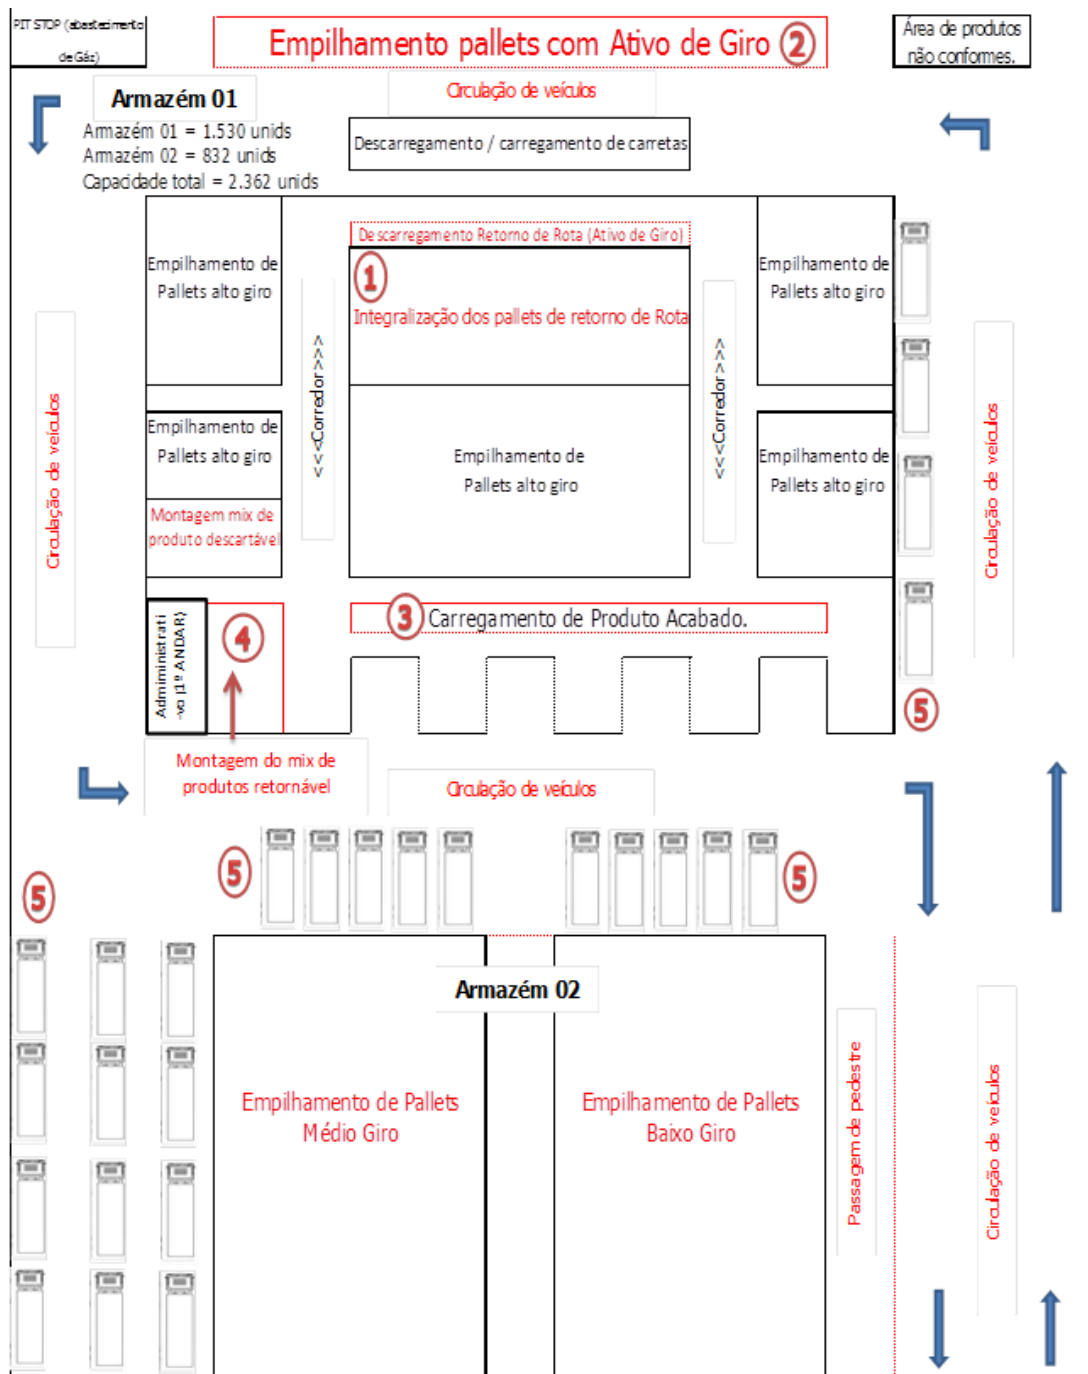 PIT STOP (abastecimento
de Gáz)
Empilhamento pallets com Ativo de Giro 2
Área de produtos
não conformes.
Circulação de veículos
Armazém 01
Armazém 01 = 1.530 unids
Armazém 02 = 832 unids
Capacidade total = 2.362 unids
Descarregamento / carregamento de carretas
Descarregamento Retorno de Rota (Ativo de Giro)
Empilhamento de
Pallets alto giro
1
Integralização dos pallets de retorno de Rota
Empilhamento de
Pallets alto giro
<<<Corredor>>>
<<<Corredor>>>
Circulação de veículos
Circulação de veículos
Empilhamento de
Pallets alto giro
Montagem mix de
produto descartável
Empilhamento de
Pallets alto giro
Empilhamento de
Pallets alto giro
Admiministrati
-vo (1º ANDAR)
4
3 Carregamento de Produto Acabado.
5
Montagem do mix de
produtos retornável
Circulação de veículos
5
5
5
Armazém 02
Empilhamento de Pallets
Médio Giro
Empilhamento de Pallets
Baixo Giro
Passagem de pedestre
Circulação de veículos